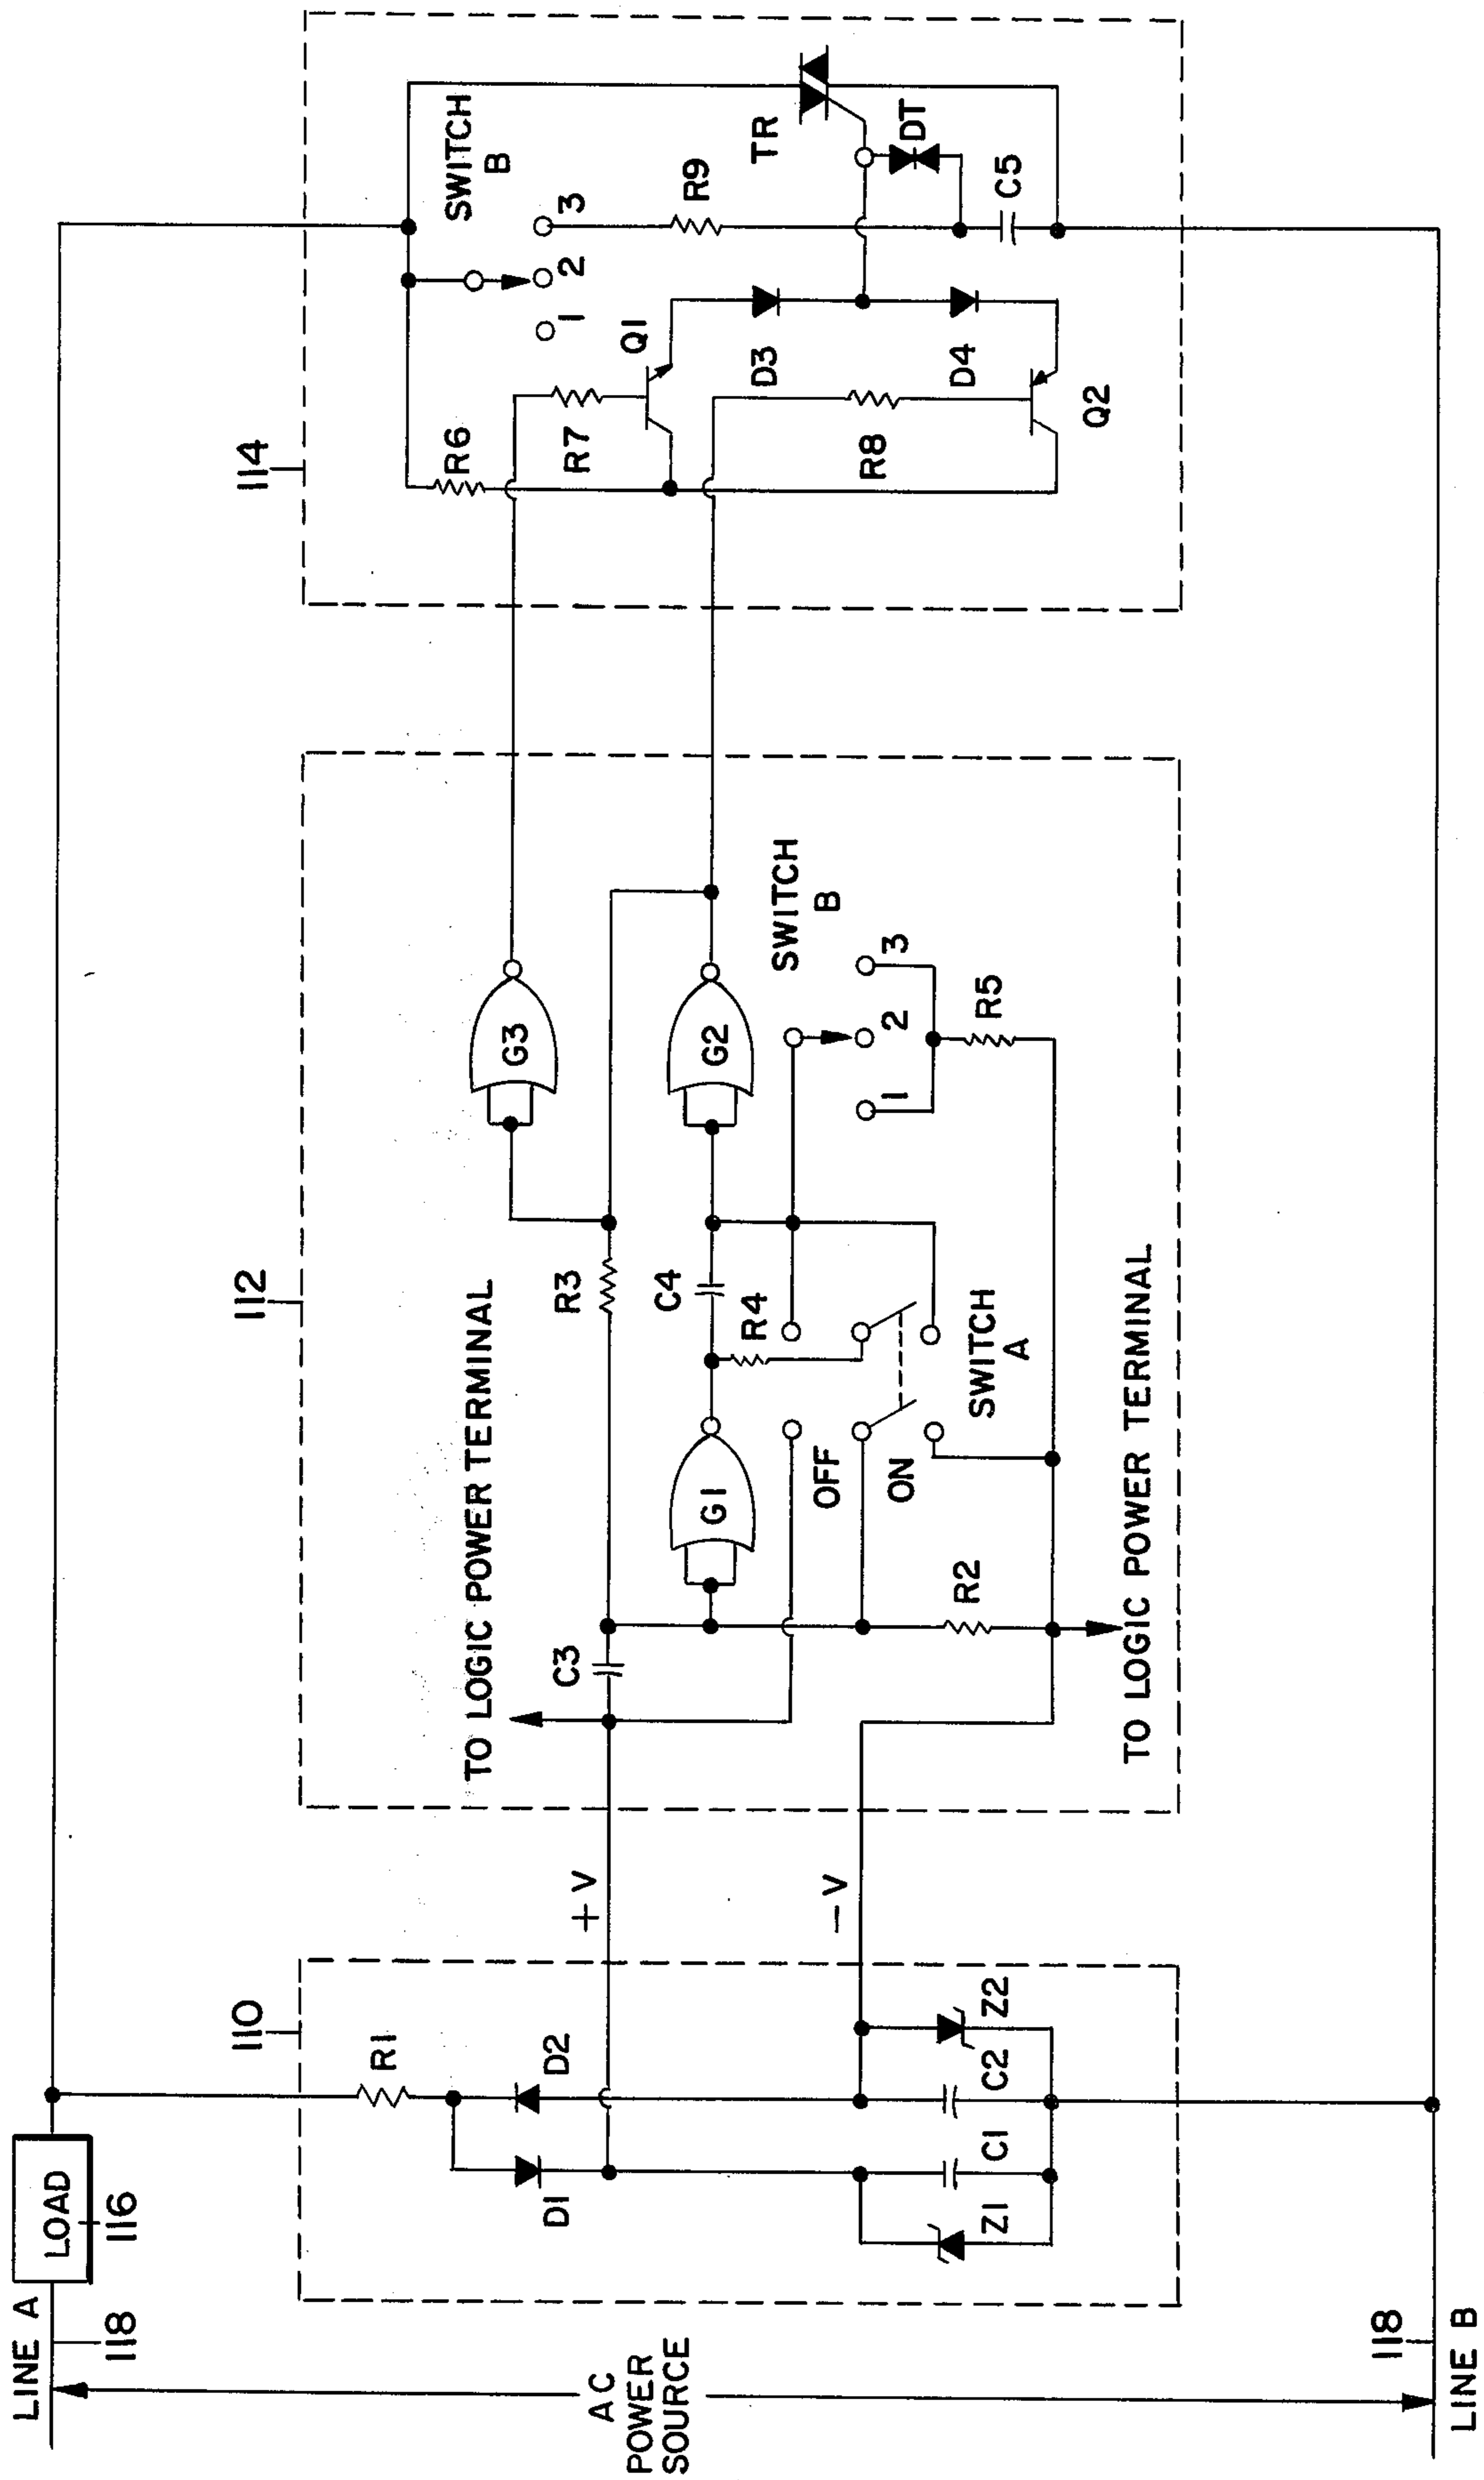 LINE A
118
LOAD
116
AC
POWER
SOURCE
118
LINE B
110
R1
D1
D2
Z1
C1
C2
Z2
+ V
− V
112
TO LOGIC POWER TERMINAL
C3
R3
G1
C4
R4
OFF
ON
SWITCH
A
R2
TO LOGIC POWER TERMINAL
G3
G2
SWITCH
B
1
2
3
R5
114
R6
R7
Q1
SWITCH
B
1
2
3
R9
TR
DT
C5
D3
D4
R8
Q2